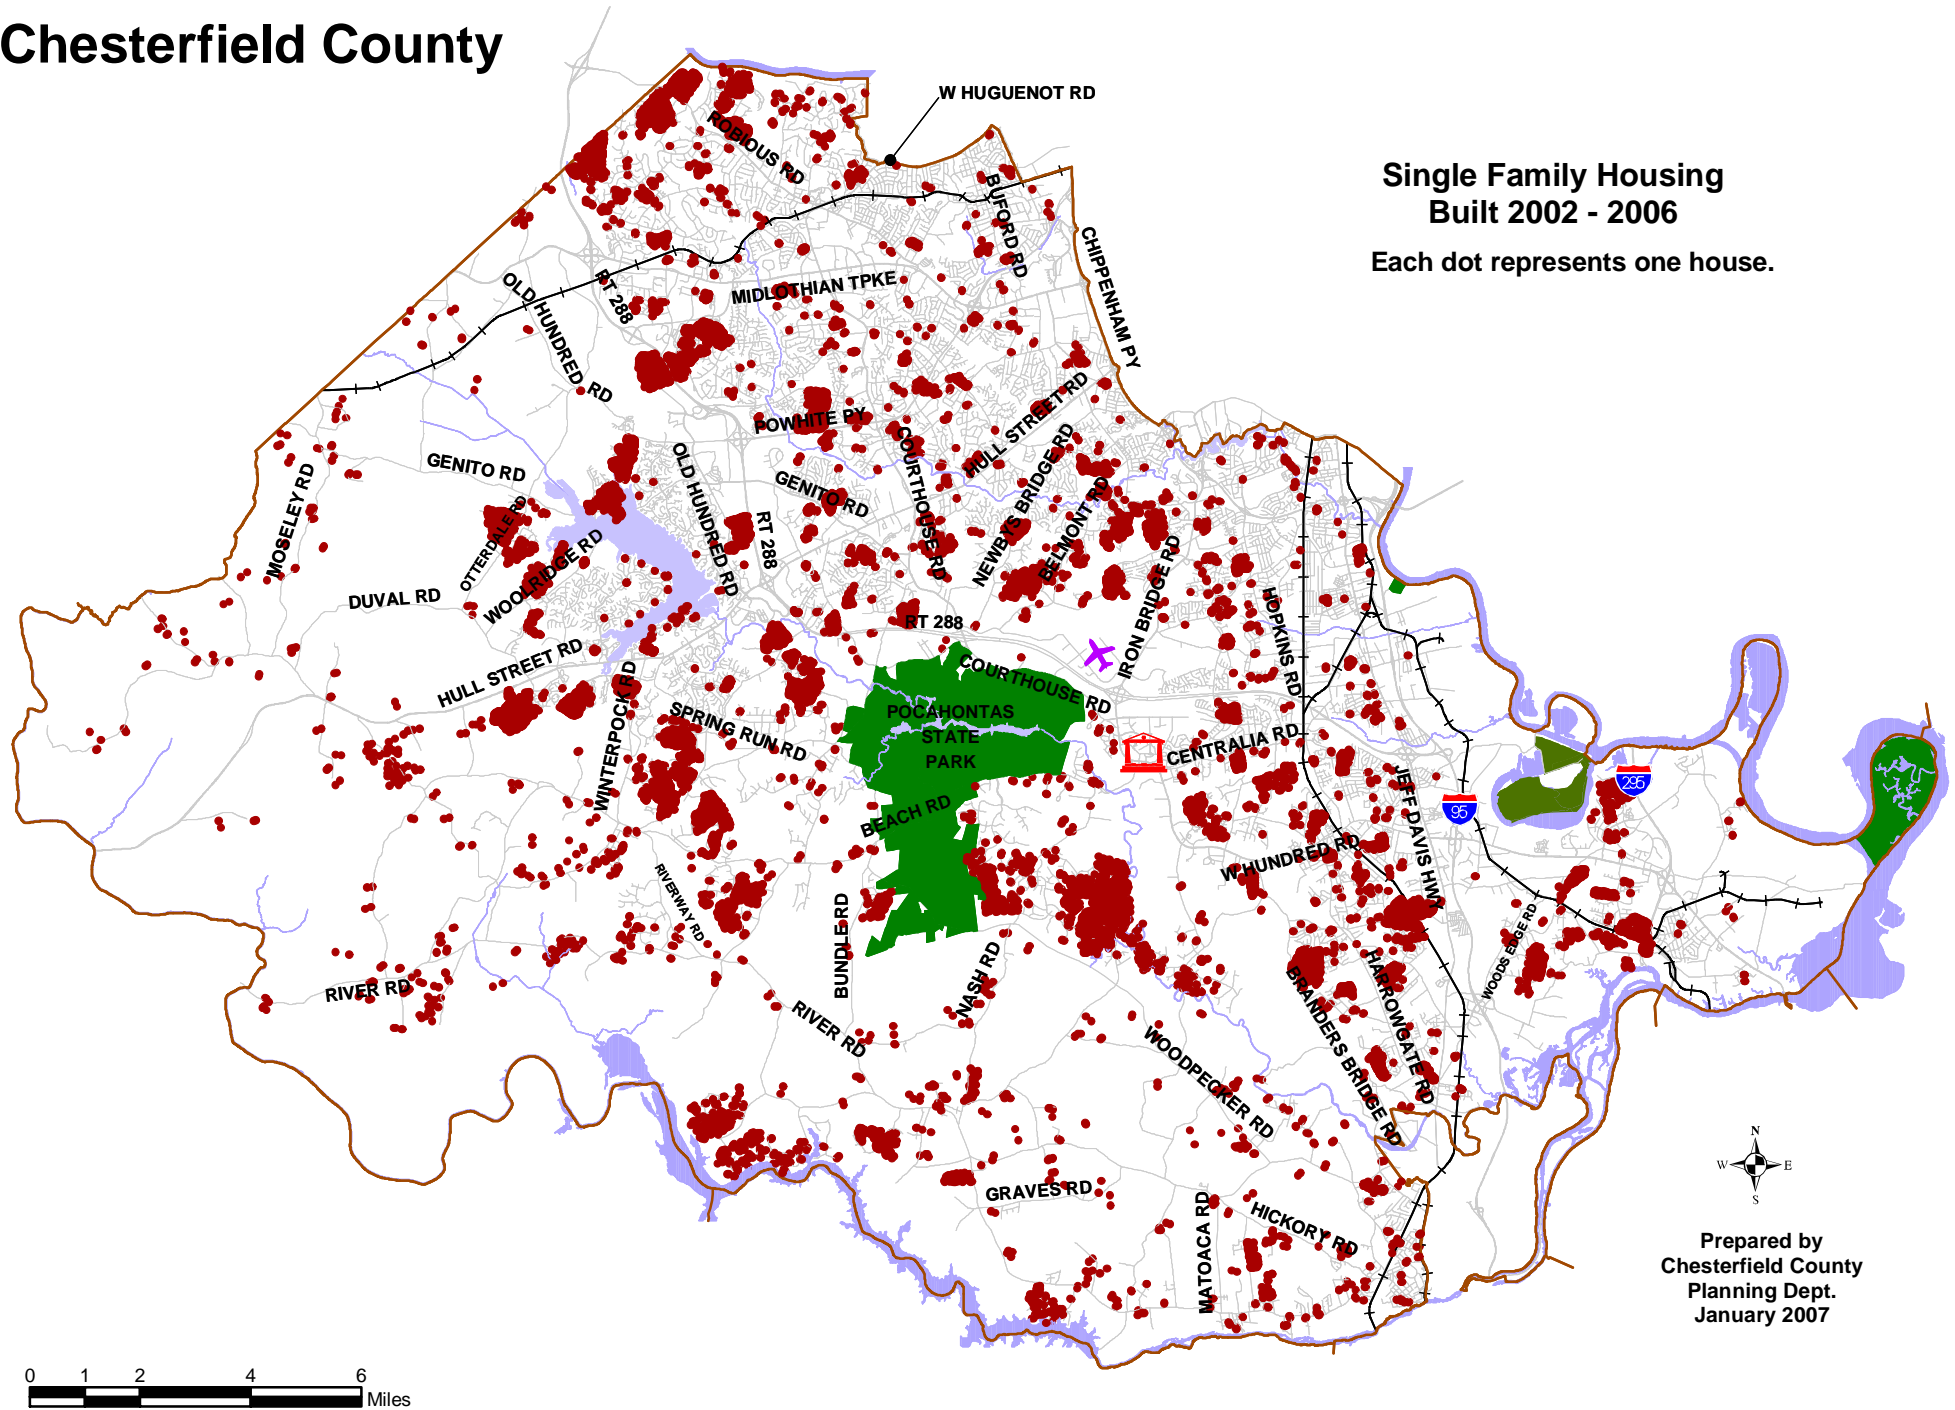 Chesterfield County
W HUGUENOT RD
Single Family Housing
Built 2002 - 2006
Each dot represents one house.
ROBIOUS RD
BUFORD RD
CHIPPENHAM PY
OLD HUNDRED RD
RT 288
MIDLOTHIAN TPKE
POWHITE PY
HULL STREET RD
COURTHOUSE RD
NEWBYS BRIDGE RD
BELMONT RD
GENITO RD
MOSELEY RD
OTTERDALE RD
WOOLRIDGE RD
OLD HUNDRED RD
RT 288
GENITO RD
IRON BRIDGE RD
HOPKINS RD
DUVAL RD
HULL STREET RD
RT 288
COURTHOUSE RD
WINTERPOCK RD
SPRING RUN RD
POCAHONTAS
STATE
PARK
CENTRALIA RD
JEFF DAVIS HWY
95
295
BEACH RD
W HUNDRED RD
RIVERWAY RD
BUNDLE RD
NASH RD
WOODS EDGE RD
RIVER RD
RIVER RD
BRANDERS BRIDGE RD
HARROWGATE RD
WOODPECKER RD
GRAVES RD
MATOACA RD
HICKORY RD
N
W E
S
Prepared by
Chesterfield County
Planning Dept.
January 2007
0 1 2 4 6
Miles